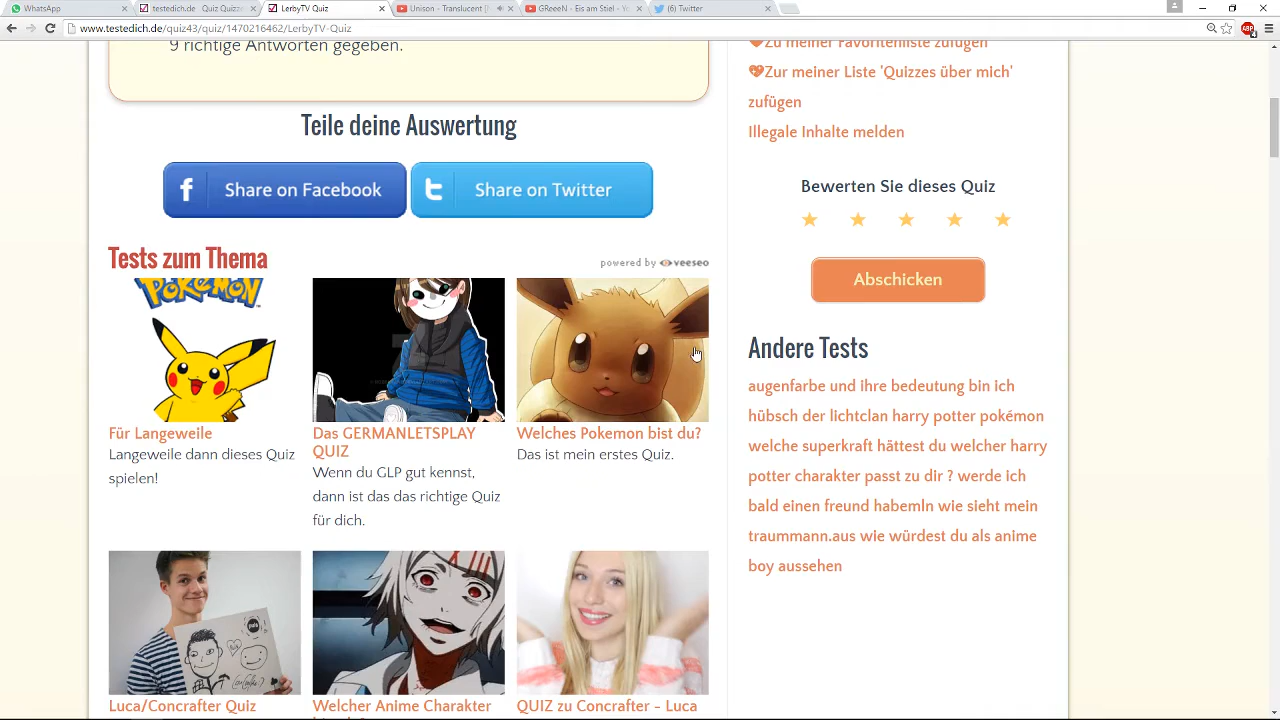 WhatsApp
testedich.de - Quiz Quizze
LerbyTV Quiz
Unison - Translucent [N
GReeeN - Eis am Stiel - Yo
(6) Twitter
www.testedich.de/quiz43/quiz/1470216462/LerbyTV-Quiz
9 richtige Antworten gegeben.
Teile deine Auswertung
f Share on Facebook
t Share on Twitter
Tests zum Thema
powered by veeseo
POKéMON
Für Langeweile
Langeweile dann dieses Quiz
spielen!
Das GERMANLETSPLAY
QUIZ
Wenn du GLP gut kennst,
dann ist das das richtige Quiz
für dich.
Welches Pokemon bist du?
Das ist mein erstes Quiz.
Luca/Concrafter Quiz
Welcher Anime Charakter
QUIZ zu Concrafter - Luca
Zu meiner Favoritenliste zufügen
Zur meiner Liste 'Quizzes über mich'
zufügen
Illegale Inhalte melden
Bewerten Sie dieses Quiz
Abschicken
Andere Tests
augenfarbe und ihre bedeutung bin ich
hübsch der lichtclan harry potter pokémon
welche superkraft hättest du welcher harry
potter charakter passt zu dir ? werde ich
bald einen freund habemln wie sieht mein
traummann.aus wie würdest du als anime
boy aussehen